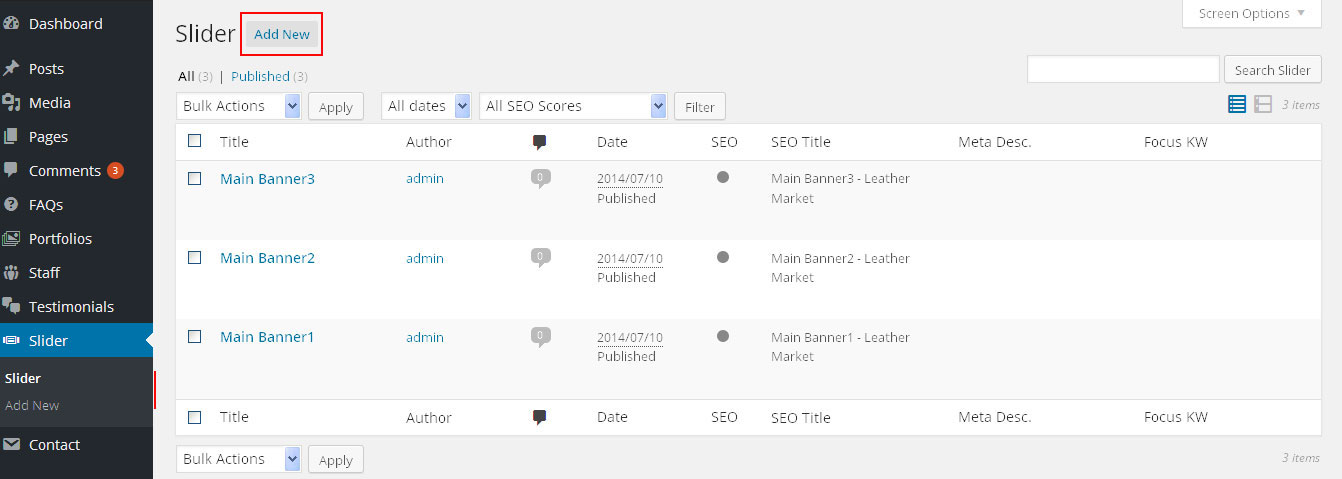 Dashboard
Posts
Media
Pages
Comments 3
FAQs
Portfolios
Staff
Testimonials
Slider
Slider
Add New
Contact
Screen Options
Slider Add New
All (3) | Published (3)
Search Slider
Bulk Actions Apply All dates All SEO Scores Filter 3 items
Title Author Date SEO SEO Title Meta Desc. Focus KW
Main Banner3 admin 0 2014/07/10 Main Banner3 - Leather
Published Market
Main Banner2 admin 0 2014/07/10 Main Banner2 - Leather
Published Market
Main Banner1 admin 0 2014/07/10 Main Banner1 - Leather
Published Market
Title Author Date SEO SEO Title Meta Desc. Focus KW
Bulk Actions Apply 3 items